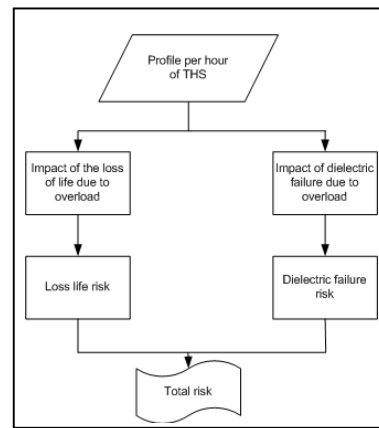 Profile per hour
of THS
Impact of the loss
of life due to
overload
Impact of dielectric
failure due to
overload
Loss life risk
Dielectric failure
risk
Total risk